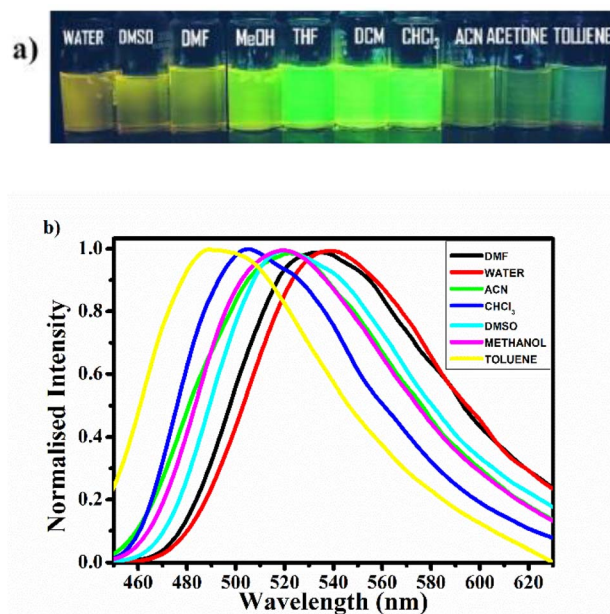 a)
WATER DMSO DMF MeOH THF DCM CHCl₃ ACN ACETONE TOLUENE
b)
1.0
0.8
0.6
0.4
0.2
0.0
Normalised Intensity
DMF
WATER
ACN
CHCl₃
DMSO
METHANOL
TOLUENE
460 480 500 520 540 560 580 600 620
Wavelength (nm)